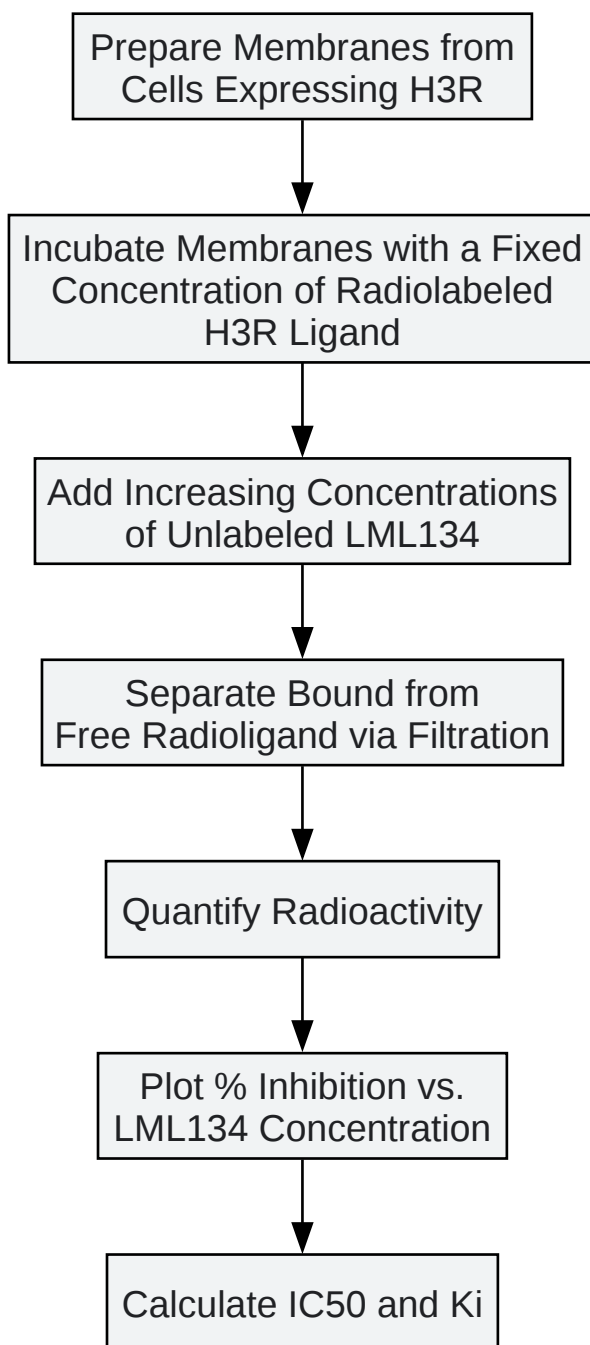 Prepare Membranes from
Cells Expressing H3R
Incubate Membranes with a Fixed
Concentration of Radiolabeled
H3R Ligand
Add Increasing Concentrations
of Unlabeled LML134
Separate Bound from
Free Radioligand via Filtration
Quantify Radioactivity
Plot % Inhibition vs.
LML134 Concentration
Calculate IC50 and Ki